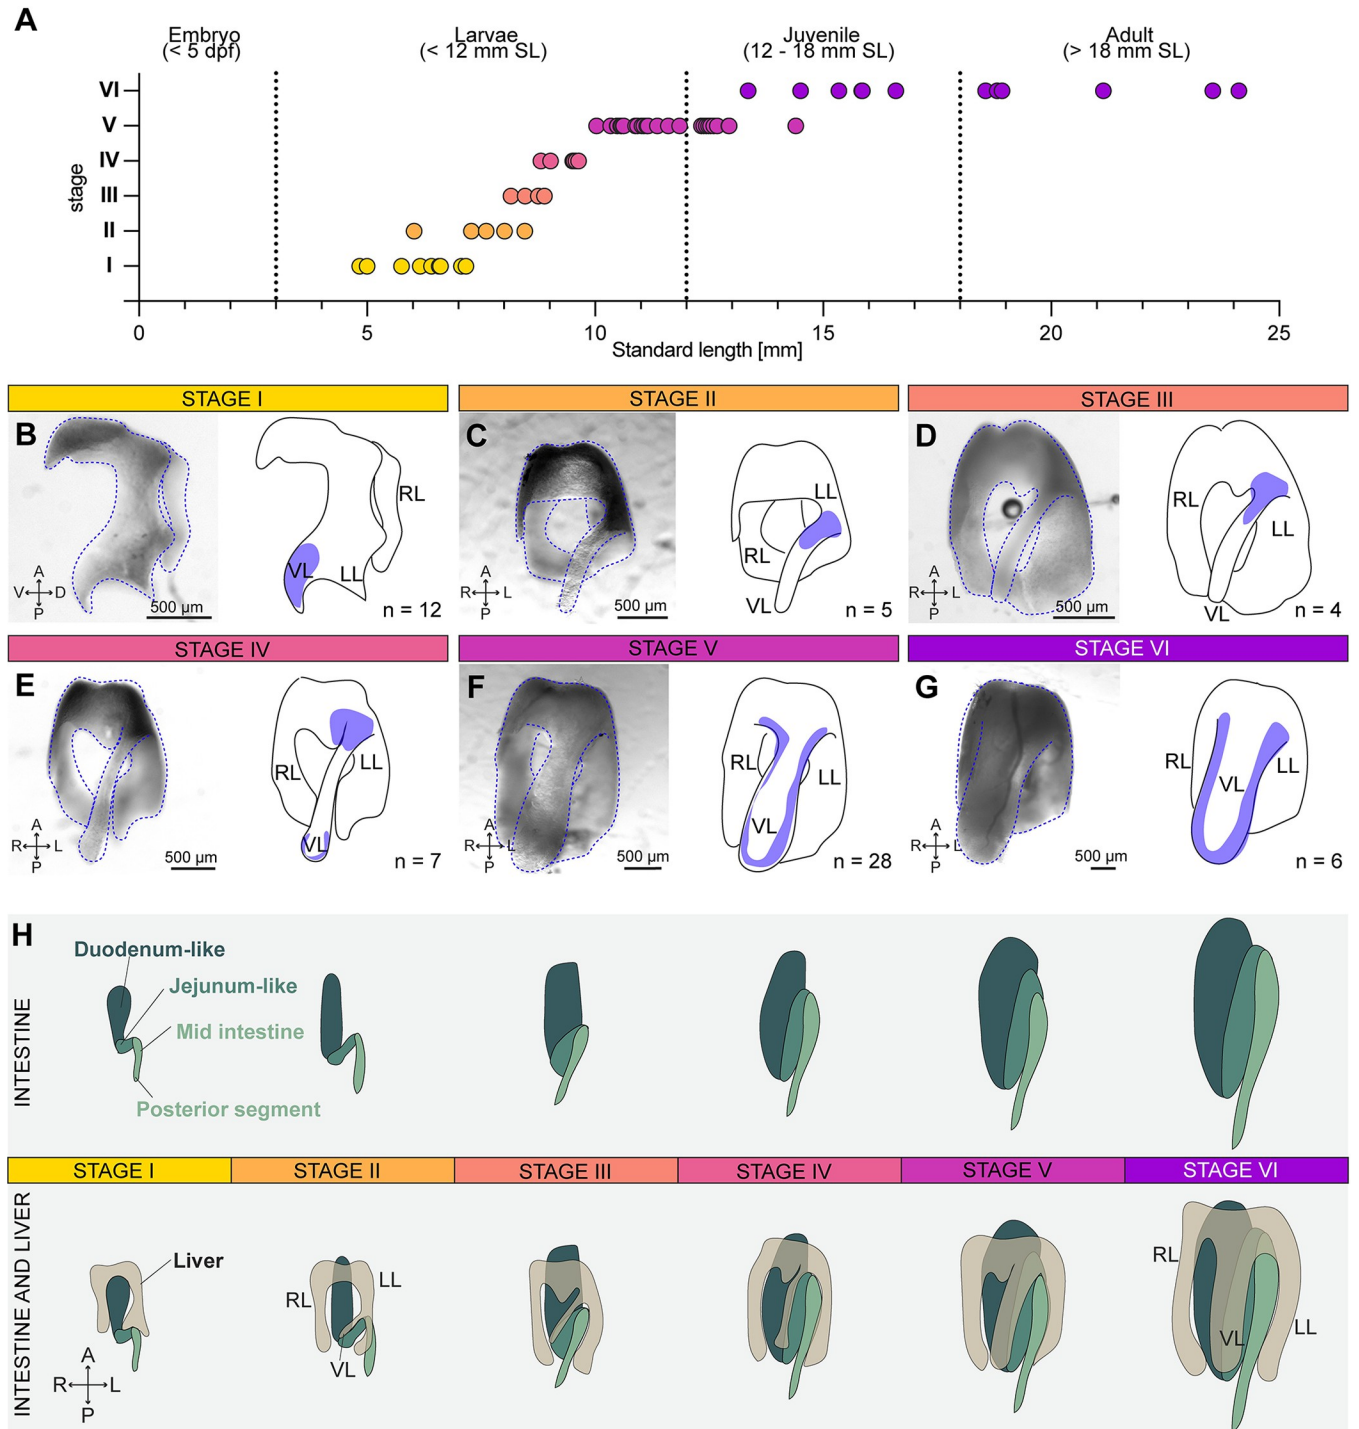 A
Embryo
(< 5 dpf)
Larvae
(< 12 mm SL)
Juvenile
(12 - 18 mm SL)
Adult
(> 18 mm SL)
stage
VI
V
IV
III
II
I
0 5 10 15 20 25
Standard length [mm]
STAGE I
STAGE II
STAGE III
B
A
V D
P
500 µm
VL
LL
RL
n = 12
C
A
R L
P
500 µm
LL
RL
VL
n = 5
D
A
R L
P
500 µm
RL
LL
VL
n = 4
STAGE IV
STAGE V
STAGE VI
E
A
R L
P
500 µm
RL
LL
VL
n = 7
F
A
R L
P
500 µm
RL
LL
VL
n = 28
G
A
R L
P
500 µm
RL
VL
LL
n = 6
H
INTESTINE
Duodenum-like
Jejunum-like
Mid intestine
Posterior segment
STAGE I
STAGE II
STAGE III
STAGE IV
STAGE V
STAGE VI
INTESTINE AND LIVER
Liver
A
R L
P
RL
LL
VL
RL
VL
LL